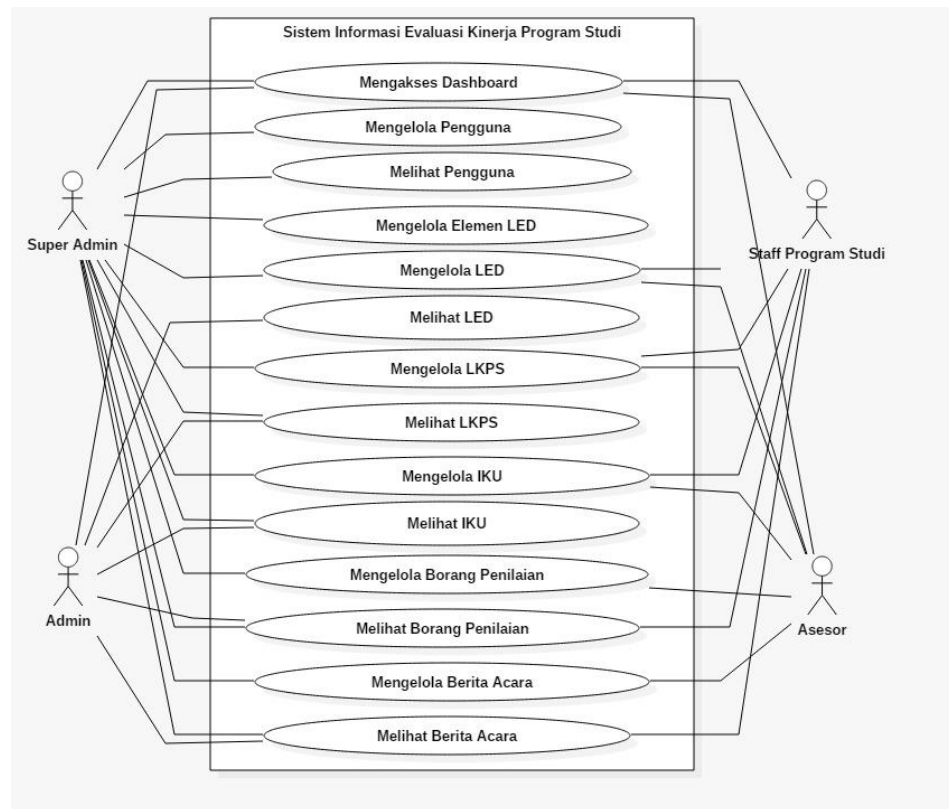 Sistem Informasi Evaluasi Kinerja Program Studi
Mengakses Dashboard
Mengelola Pengguna
Melihat Pengguna
Mengelola Elemen LED
Super Admin
Staff Program Studi
Mengelola LED
Melihat LED
Mengelola LKPS
Melihat LKPS
Mengelola IKU
Melihat IKU
Mengelola Borang Penilaian
Admin
Melihat Borang Penilaian
Asesor
Mengelola Berita Acara
Melihat Berita Acara